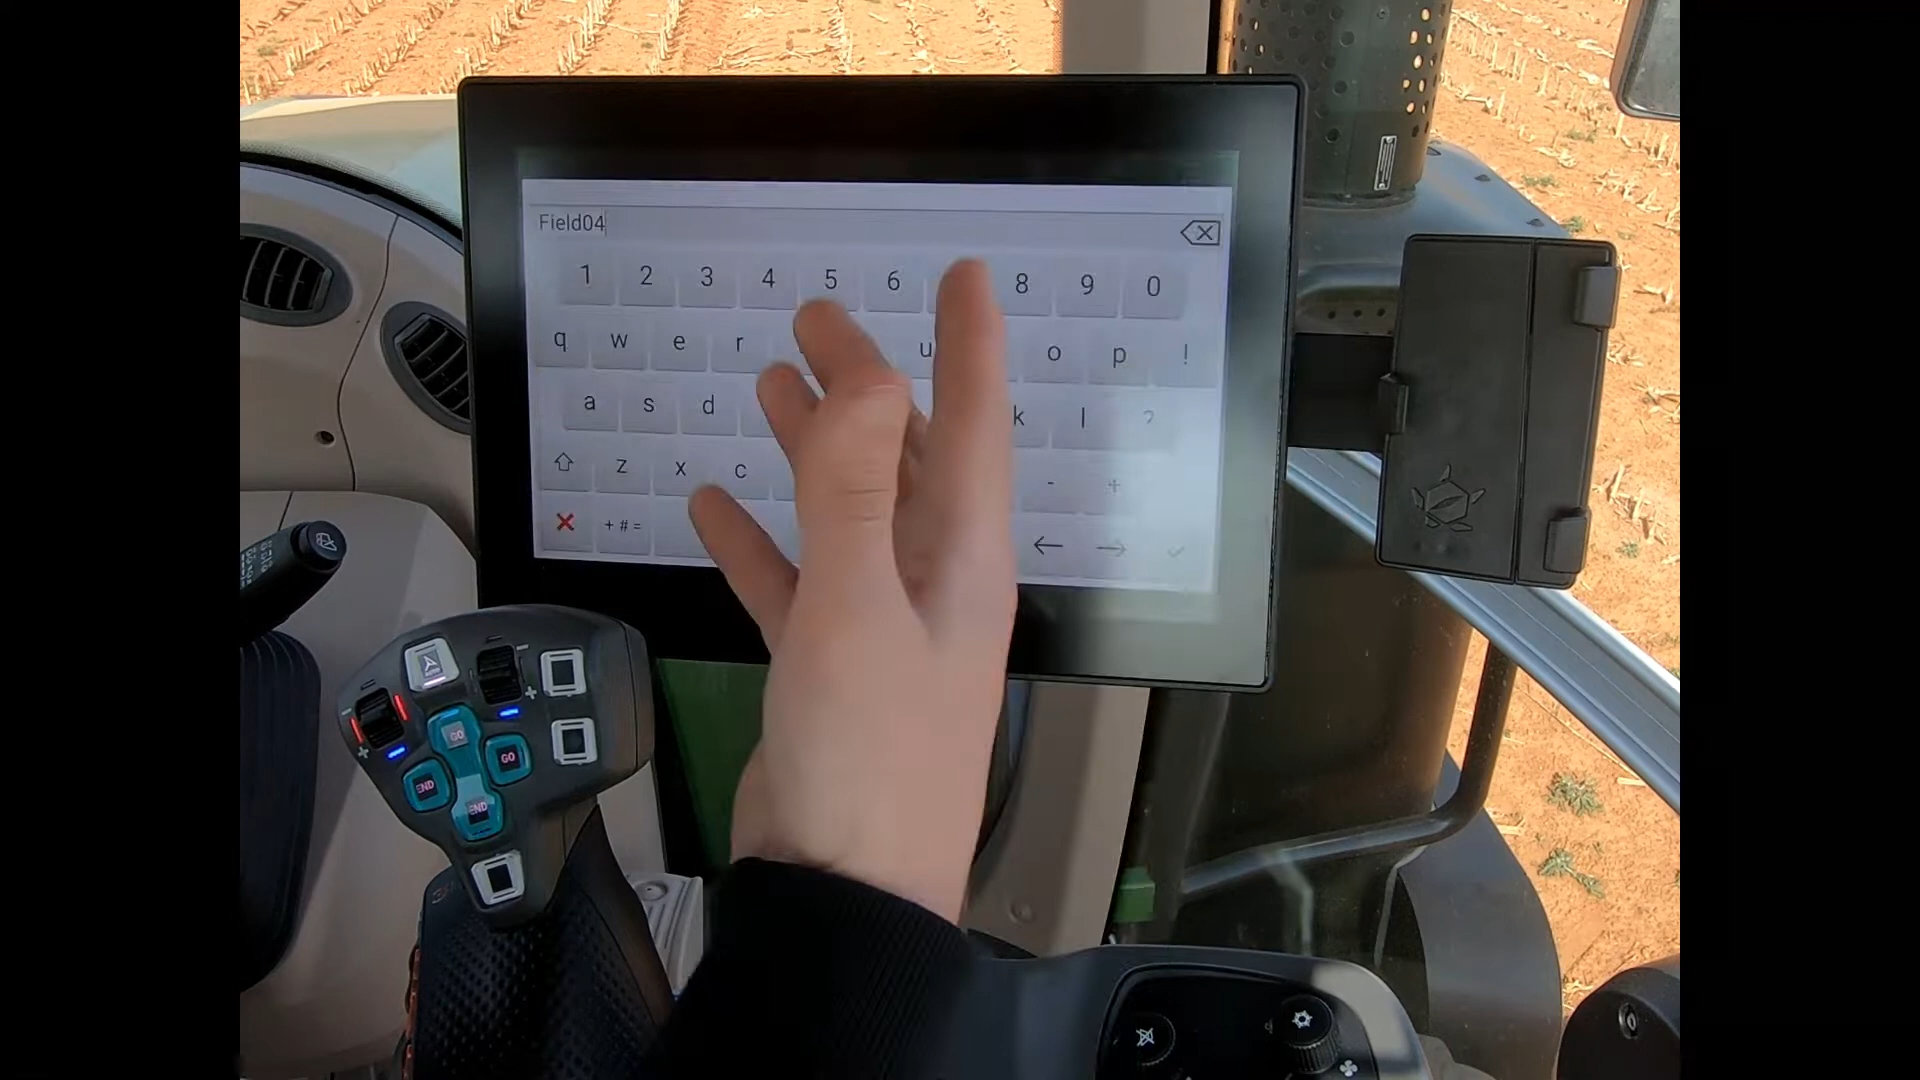 Field04
1 2 3 4 5 6 8 9 0
q w e r u o p !
a s d k l ?
z x c - +
+ # =
GO
GO
END
END